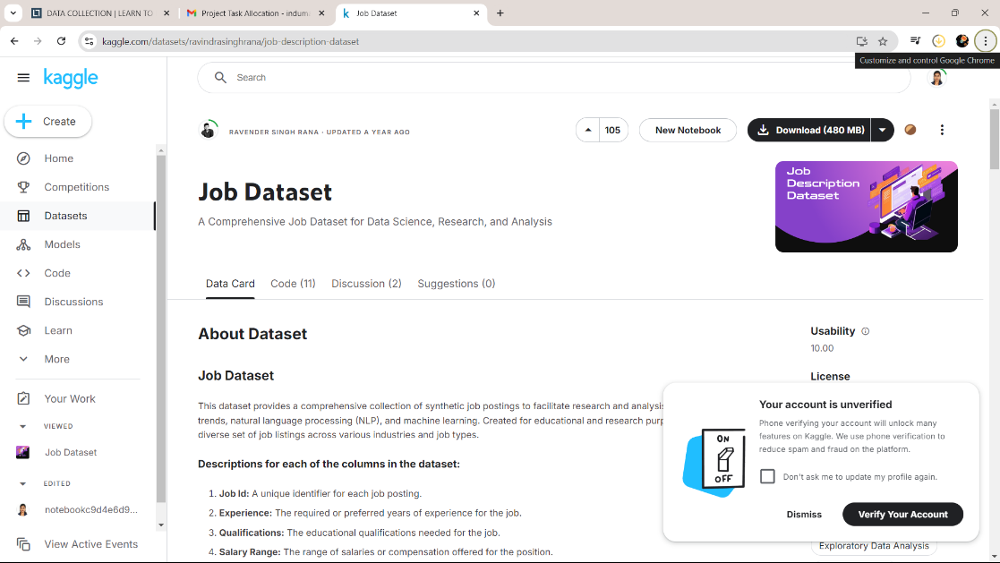 DATA COLLECTION | LEARN TO
Project Task Allocation - indum
Job Dataset
kaggle.com/datasets/ravindrasinghrana/job-description-dataset
Customize and control Google Chrome
kaggle
Search
Create
RAVENDER SINGH RANA · UPDATED A YEAR AGO
105
New Notebook
Download (480 MB)
Home
Competitions
Datasets
Models
Code
Discussions
Learn
More
Your Work
VIEWED
Job Dataset
EDITED
notebookc9d4e6d9...
View Active Events
Job Dataset
A Comprehensive Job Dataset for Data Science, Research, and Analysis
Job
Description
Dataset
Data Card Code (11) Discussion (2) Suggestions (0)
About Dataset
Job Dataset
This dataset provides a comprehensive collection of synthetic job postings to facilitate research and analysis
trends, natural language processing (NLP), and machine learning. Created for educational and research purp
diverse set of job listings across various industries and job types.
Descriptions for each of the columns in the dataset:
1. Job Id: A unique identifier for each job posting.
2. Experience: The required or preferred years of experience for the job.
3. Qualifications: The educational qualifications needed for the job.
4. Salary Range: The range of salaries or compensation offered for the position.
Usability
10.00
License
Your account is unverified
Phone verifying your account will unlock many
features on Kaggle. We use phone verification to
reduce spam and fraud on the platform.
ON
OFF
Don't ask me to update my profile again.
Dismiss
Verify Your Account
Exploratory Data Analysis